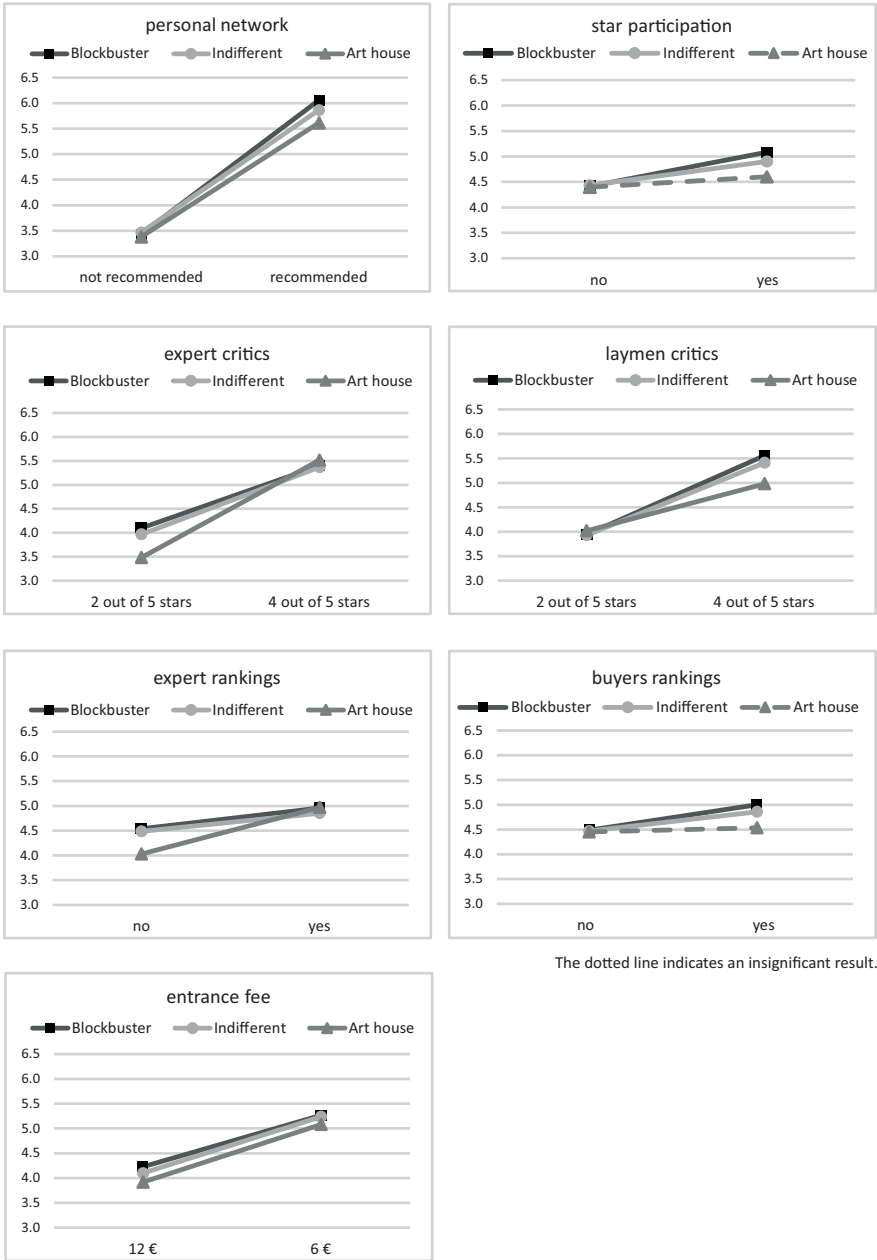 personal network
Blockbuster Indifferent Art house
6.5
6.0
5.5
5.0
4.5
4.0
3.5
3.0
not recommended recommended
star participation
Blockbuster Indifferent Art house
6.5
6.0
5.5
5.0
4.5
4.0
3.5
3.0
no yes
expert critics
Blockbuster Indifferent Art house
6.5
6.0
5.5
5.0
4.5
4.0
3.5
3.0
2 out of 5 stars 4 out of 5 stars
laymen critics
Blockbuster Indifferent Art house
6.5
6.0
5.5
5.0
4.5
4.0
3.5
3.0
2 out of 5 stars 4 out of 5 stars
expert rankings
Blockbuster Indifferent Art house
6.5
6.0
5.5
5.0
4.5
4.0
3.5
3.0
no yes
buyers rankings
Blockbuster Indifferent Art house
6.5
6.0
5.5
5.0
4.5
4.0
3.5
3.0
no yes
The dotted line indicates an insignificant result.
entrance fee
Blockbuster Indifferent Art house
6.5
6.0
5.5
5.0
4.5
4.0
3.5
3.0
12 € 6 €